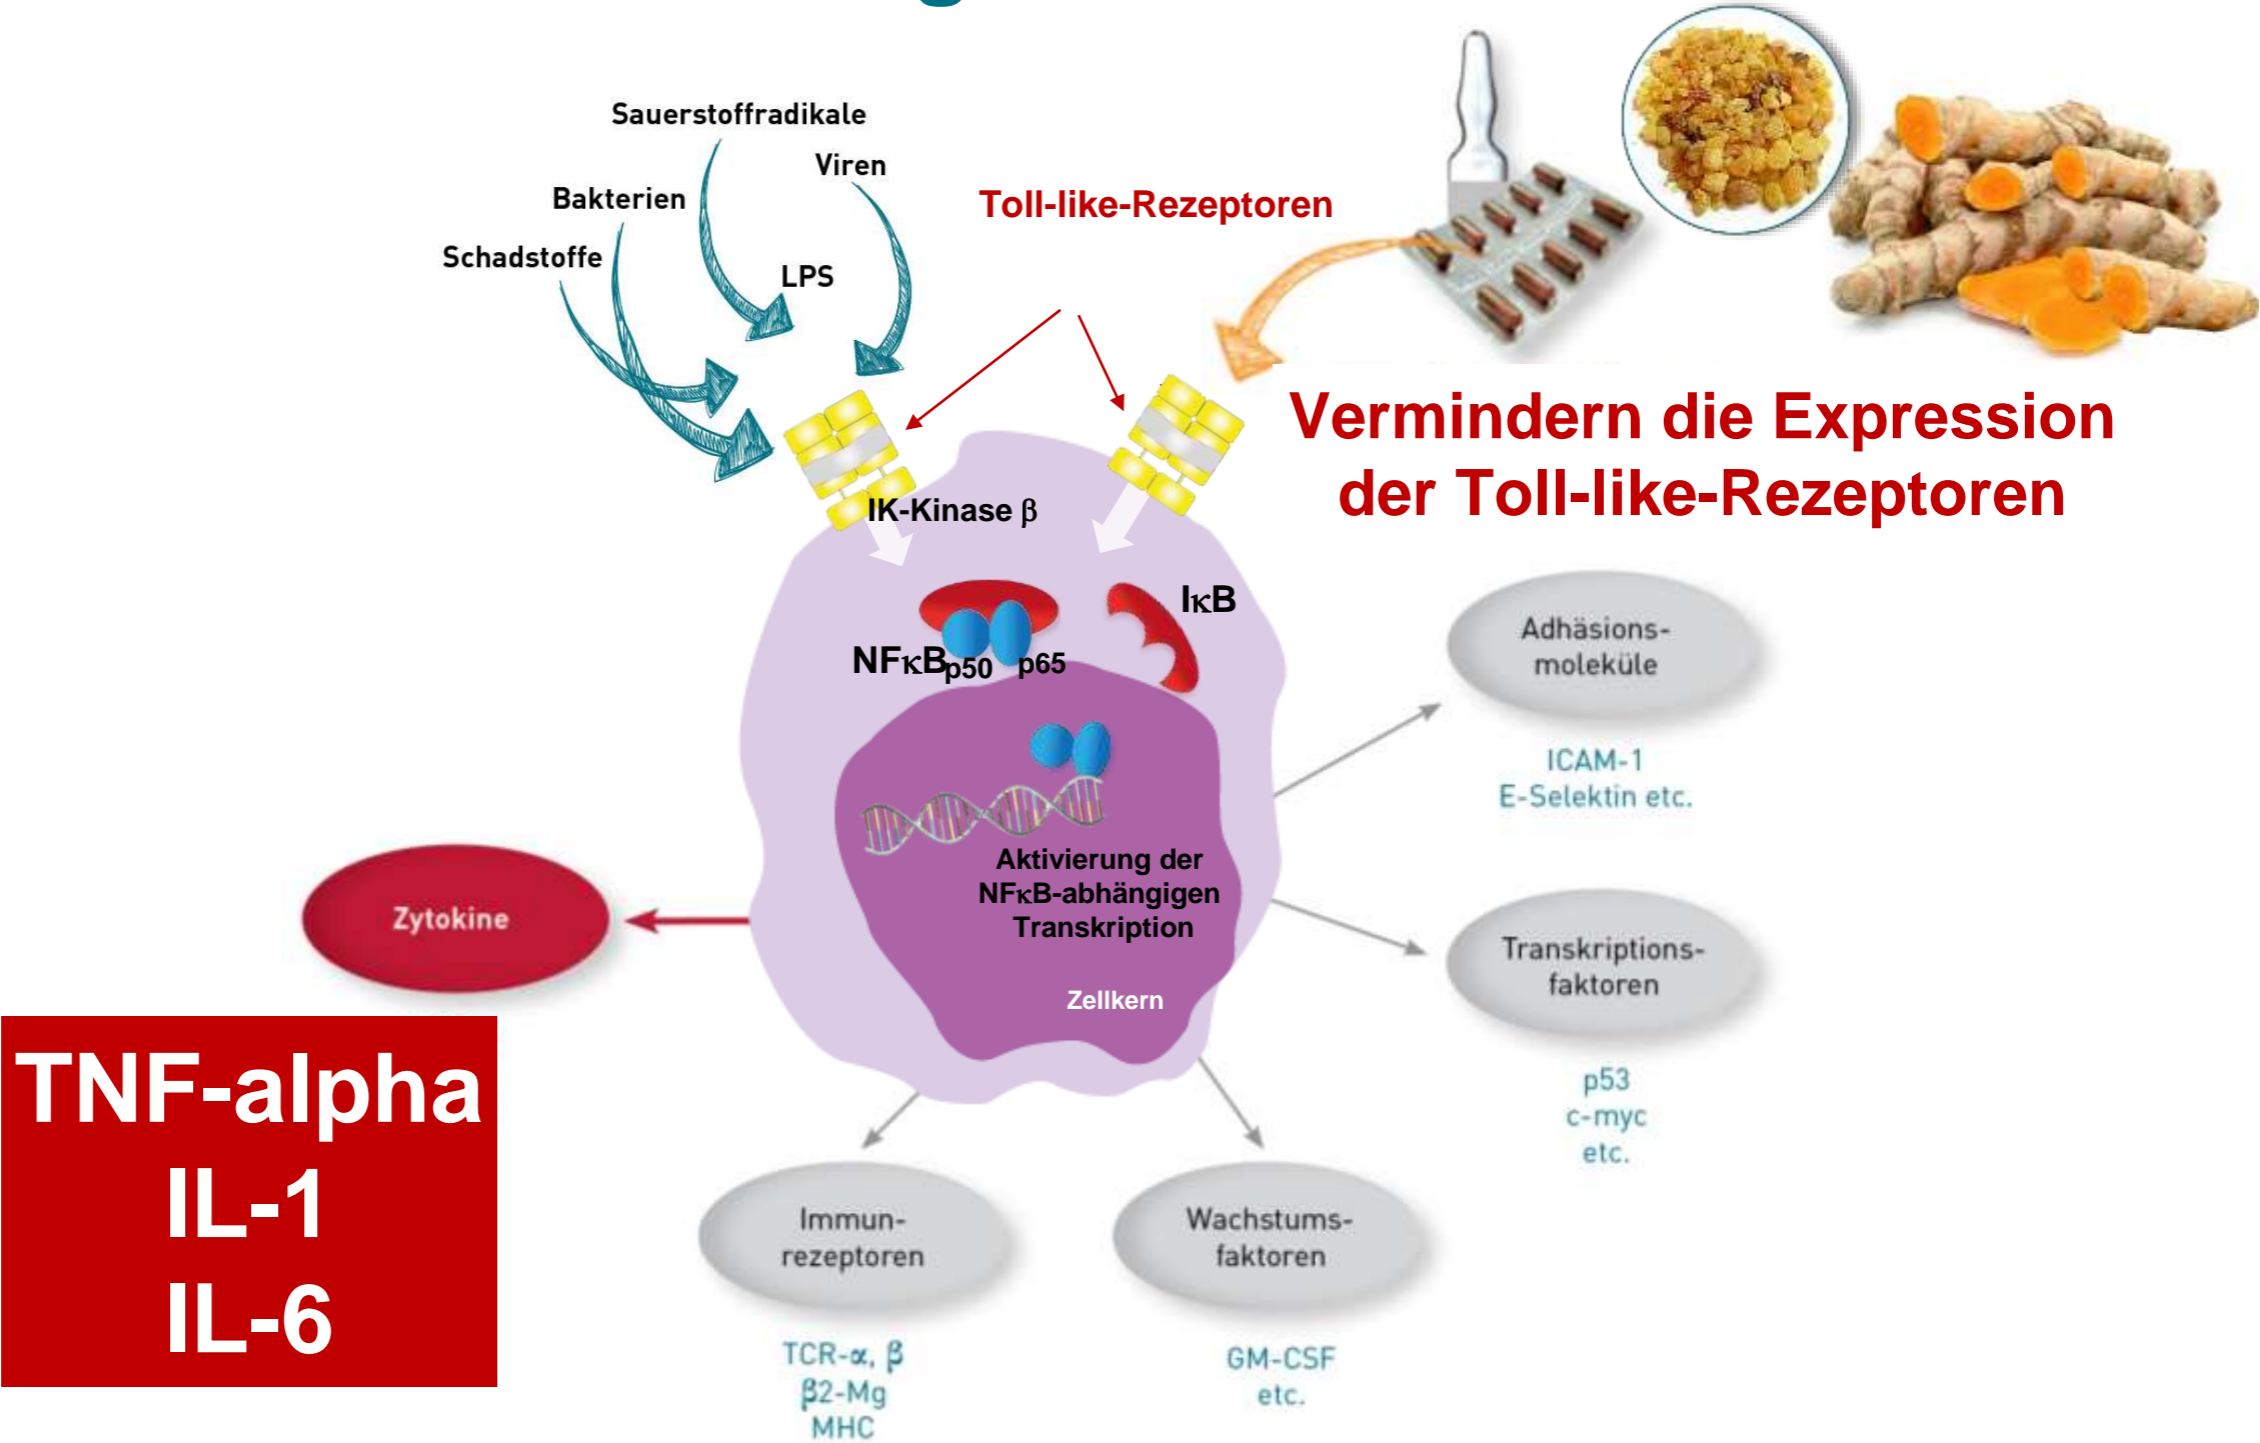 Sauerstoffradikale
Viren
Bakterien
Toll-like-Rezeptoren
Schadstoffe
LPS
Vermindern die Expression
der Toll-like-Rezeptoren
IK-Kinase β
IκB
NFκB
p50 p65
Adhäsions-
moleküle
ICAM-1
E-Selektin etc.
Aktivierung der
NFκB-abhängigen
Transkription
Zellkern
Zytokine
Transkriptions-
faktoren
p53
c-myc
etc.
TNF-alpha
IL-1
IL-6
Immun-
rezeptoren
TCR-α, β
β2-Mg
MHC
Wachstums-
faktoren
GM-CSF
etc.